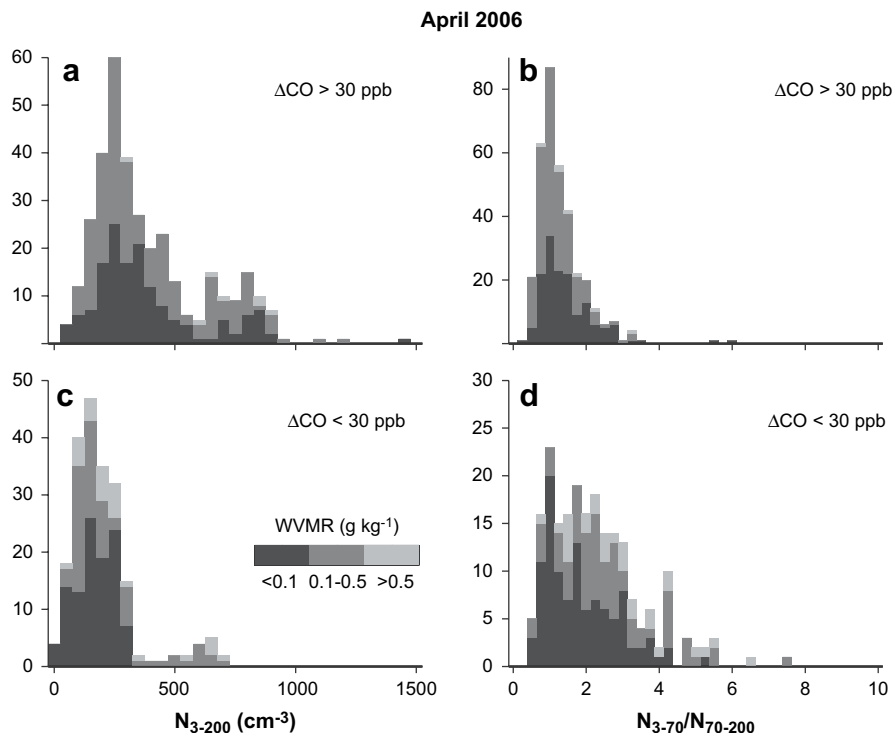 April 2006
a
ΔCO > 30 ppb
60
50
40
30
20
10
b
ΔCO > 30 ppb
80
60
40
20
c
ΔCO < 30 ppb
50
40
30
20
10
0
WVMR (g kg-1)
<0.1 0.1-0.5 >0.5
0 500 1000 1500
N3-200 (cm-3)
d
ΔCO < 30 ppb
30
25
20
15
10
5
0
0 2 4 6 8 10
N3-70/N70-200